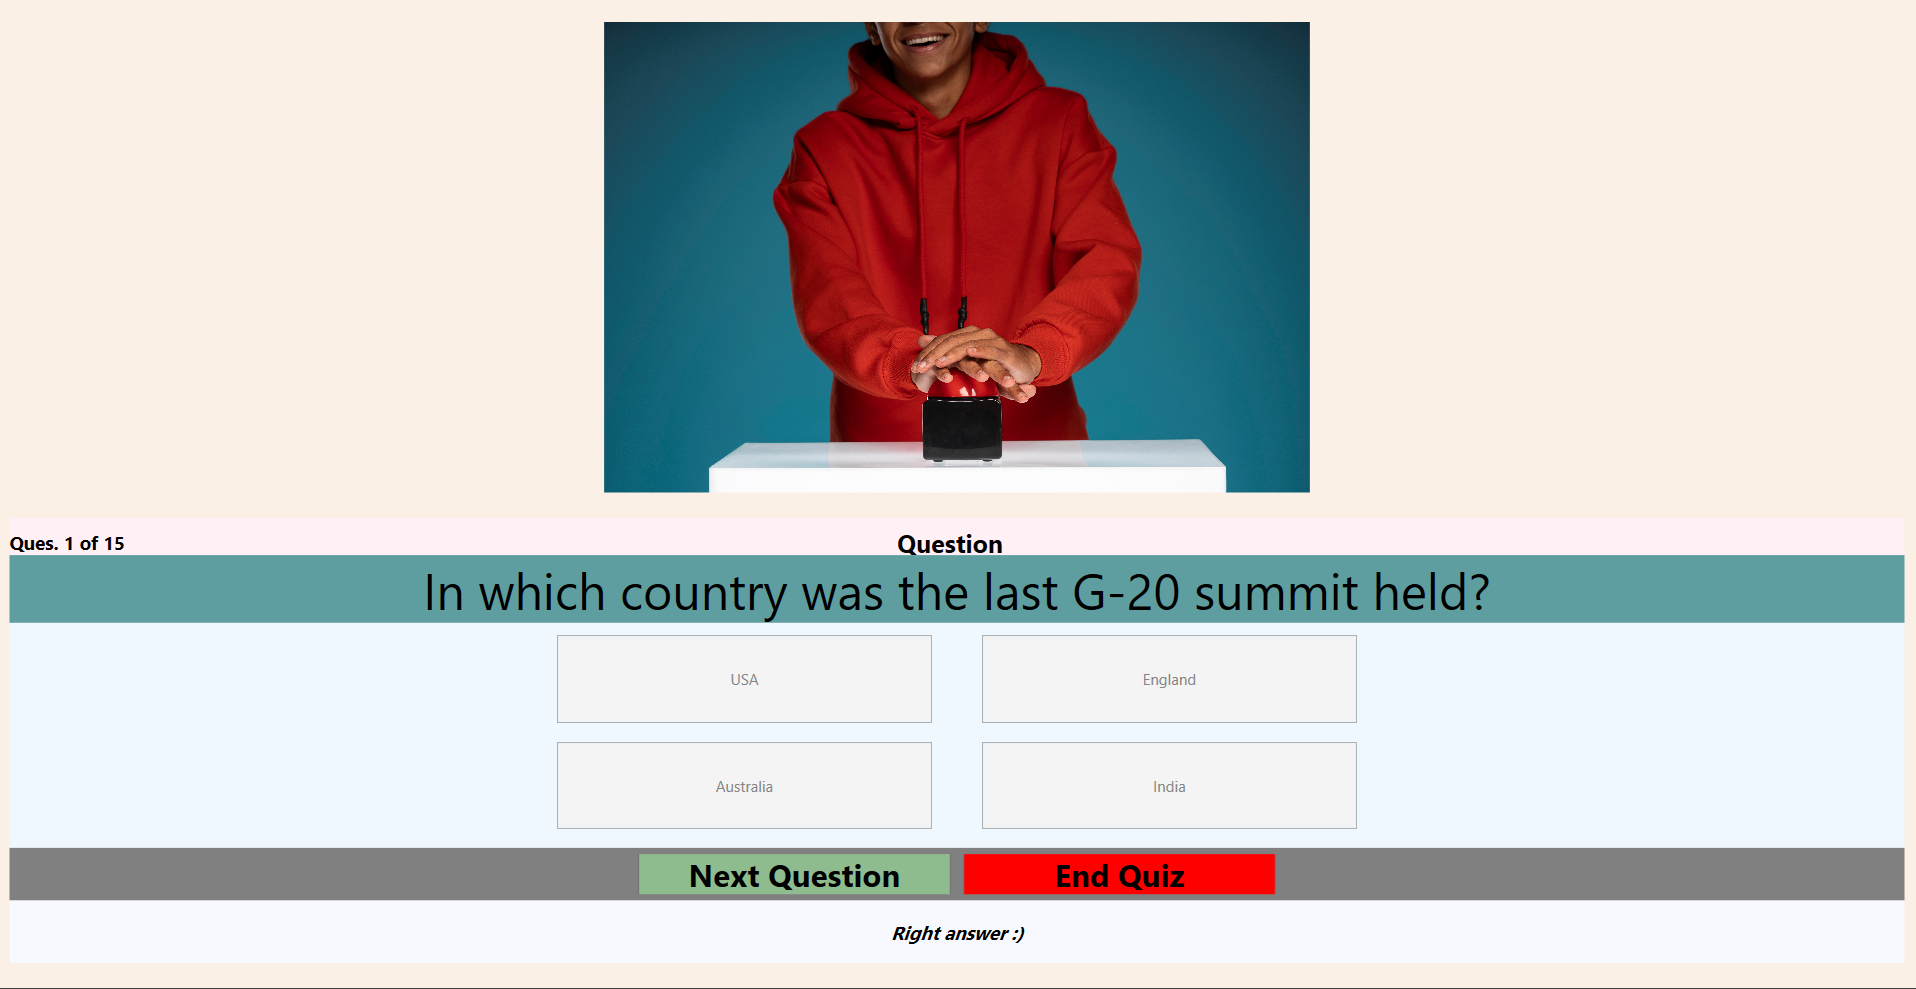 Ques. 1 of 15
Question
In which country was the last G-20 summit held?
USA
England
Australia
India
Next Question
End Quiz
Right answer :)